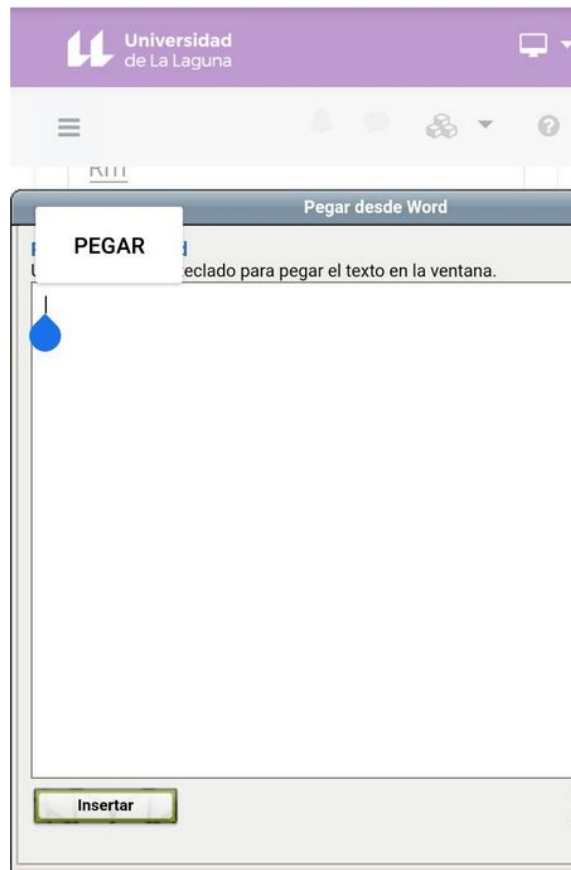 Universidad
de La Laguna
Pegar desde Word
PEGAR
eclado para pegar el texto en la ventana.
Insertar